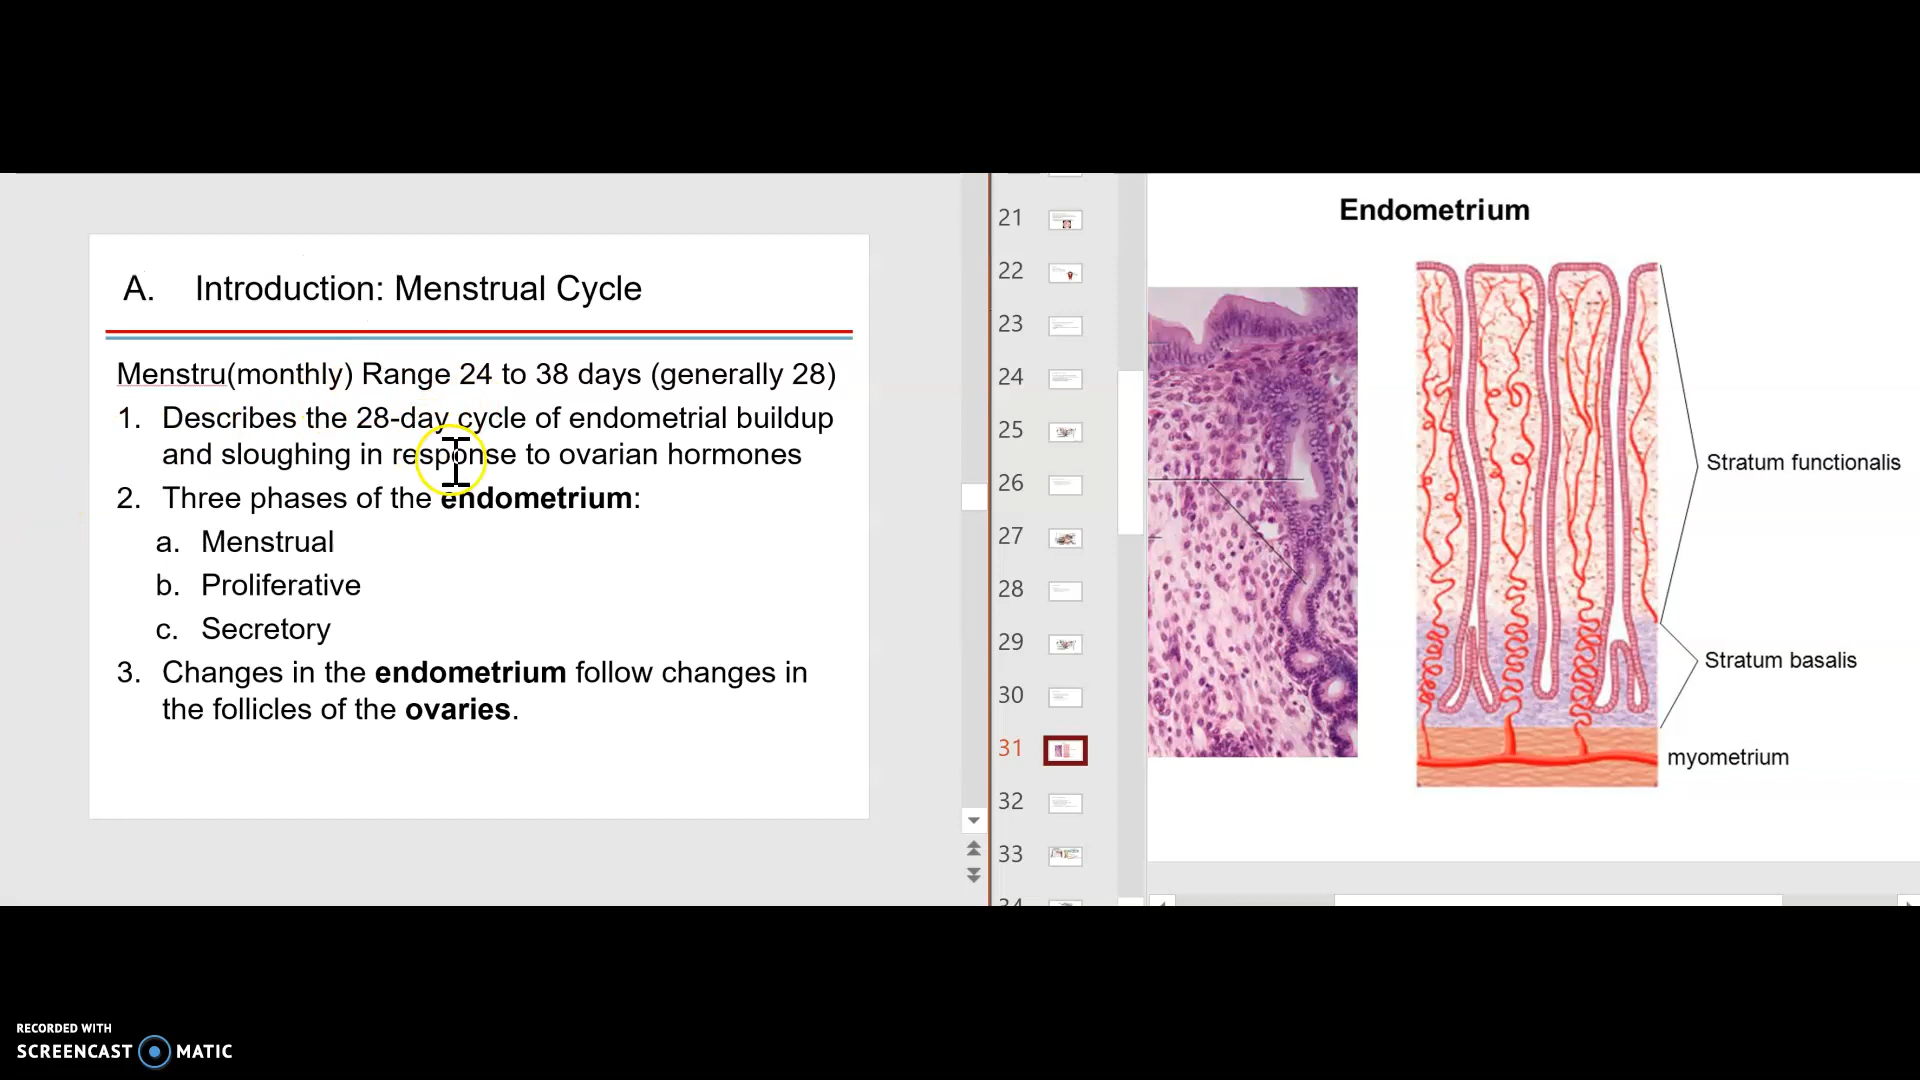 A. Introduction: Menstrual Cycle
Menstru(monthly) Range 24 to 38 days (generally 28)
1. Describes the 28-day cycle of endometrial buildup
and sloughing in response to ovarian hormones
2. Three phases of the endometrium:
a. Menstrual
b. Proliferative
c. Secretory
3. Changes in the endometrium follow changes in
the follicles of the ovaries.
21
22
23
24
25
26
27
28
29
30
31
32
33
Endometrium
Stratum functionalis
Stratum basalis
myometrium
RECORDED WITH
SCREENCAST MATIC